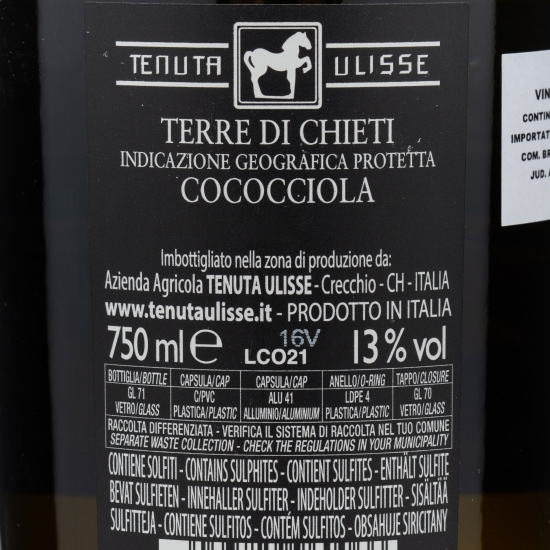 TENUTA ULISSE
TERRE DI CHIETI
INDICAZIONE GEOGRÀFICA PROTETTA
COCOCCIOLA
Imbottigliato nella zona di produzione da:
Azienda Agricola TENUTA ULISSE - Crecchio - CH - ITALIA
www.tenutaulisse.it - PRODOTTO IN ITALIA
750 ml e LCO21 16V 13% vol
BOTTIGLIA/BOTTLE CAPSULA/CAP CAPSULA/CAP ANELLO/O-RING TAPPO/CLOSURE
GL 71 C/PVC ALU 41 LDPE 4 GL 70
VETRO/GLASS PLASTICA/PLASTIC ALLUMINIO/ALUMINIUM PLASTICA/PLASTIC VETRO/GLASS
RACCOLTA DIFFERENZIATA - VERIFICA IL SISTEMA DI RACCOLTA NEL TUO COMUNE
SEPARATE WASTE COLLECTION - CHECK THE REGULATIONS IN YOUR MUNICIPALITY
CONTIENE SOLFITI - CONTAINS SULPHITES - CONTIENT SULFITES - ENTHÄLT SULFITE
BEVAT SULFIETEN - INNEHALLER SULFITER - INDEHOLDER SULFITTER - SISÄLTÄÄ
SULFITTEJA - CONTIENE SULFITOS - CONTÉM SULFITOS - OBSAHUJE SIRICITANY
VIN
CONTIN
IMPORTAT
COM. BR
JUD. A